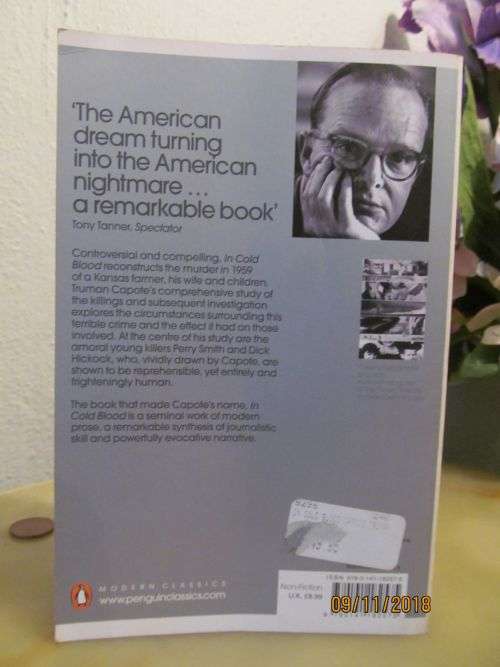 'The American
dream turning
into the American
nightmare ...
a remarkable book'
Tony Tanner, Spectator
Controversial and compelling, In Cold
Blood reconstructs the murder in 1959
of a Kansas farmer, his wife and children.
Truman Capote's comprehensive study of
the killings and subsequent investigation
explores the circumstances surrounding this
terrible crime and the effect it had on those
involved. At the centre of his study are the
amoral young killers Perry Smith and Dick
Hickock, who, vividly drawn by Capote, are
shown to be reprehensible, yet entirely and
frighteningly human.
The book that made Capote's name, In
Cold Blood is a seminal work of modern
prose, a remarkable synthesis of journalistic
skill and powerfully evocative narrative.
MODERN CLASSICS
www.penguinclassics.com
Non-Fiction
U.K. £8.99
ISBN 978-0-141-18257-5
09/11/2018